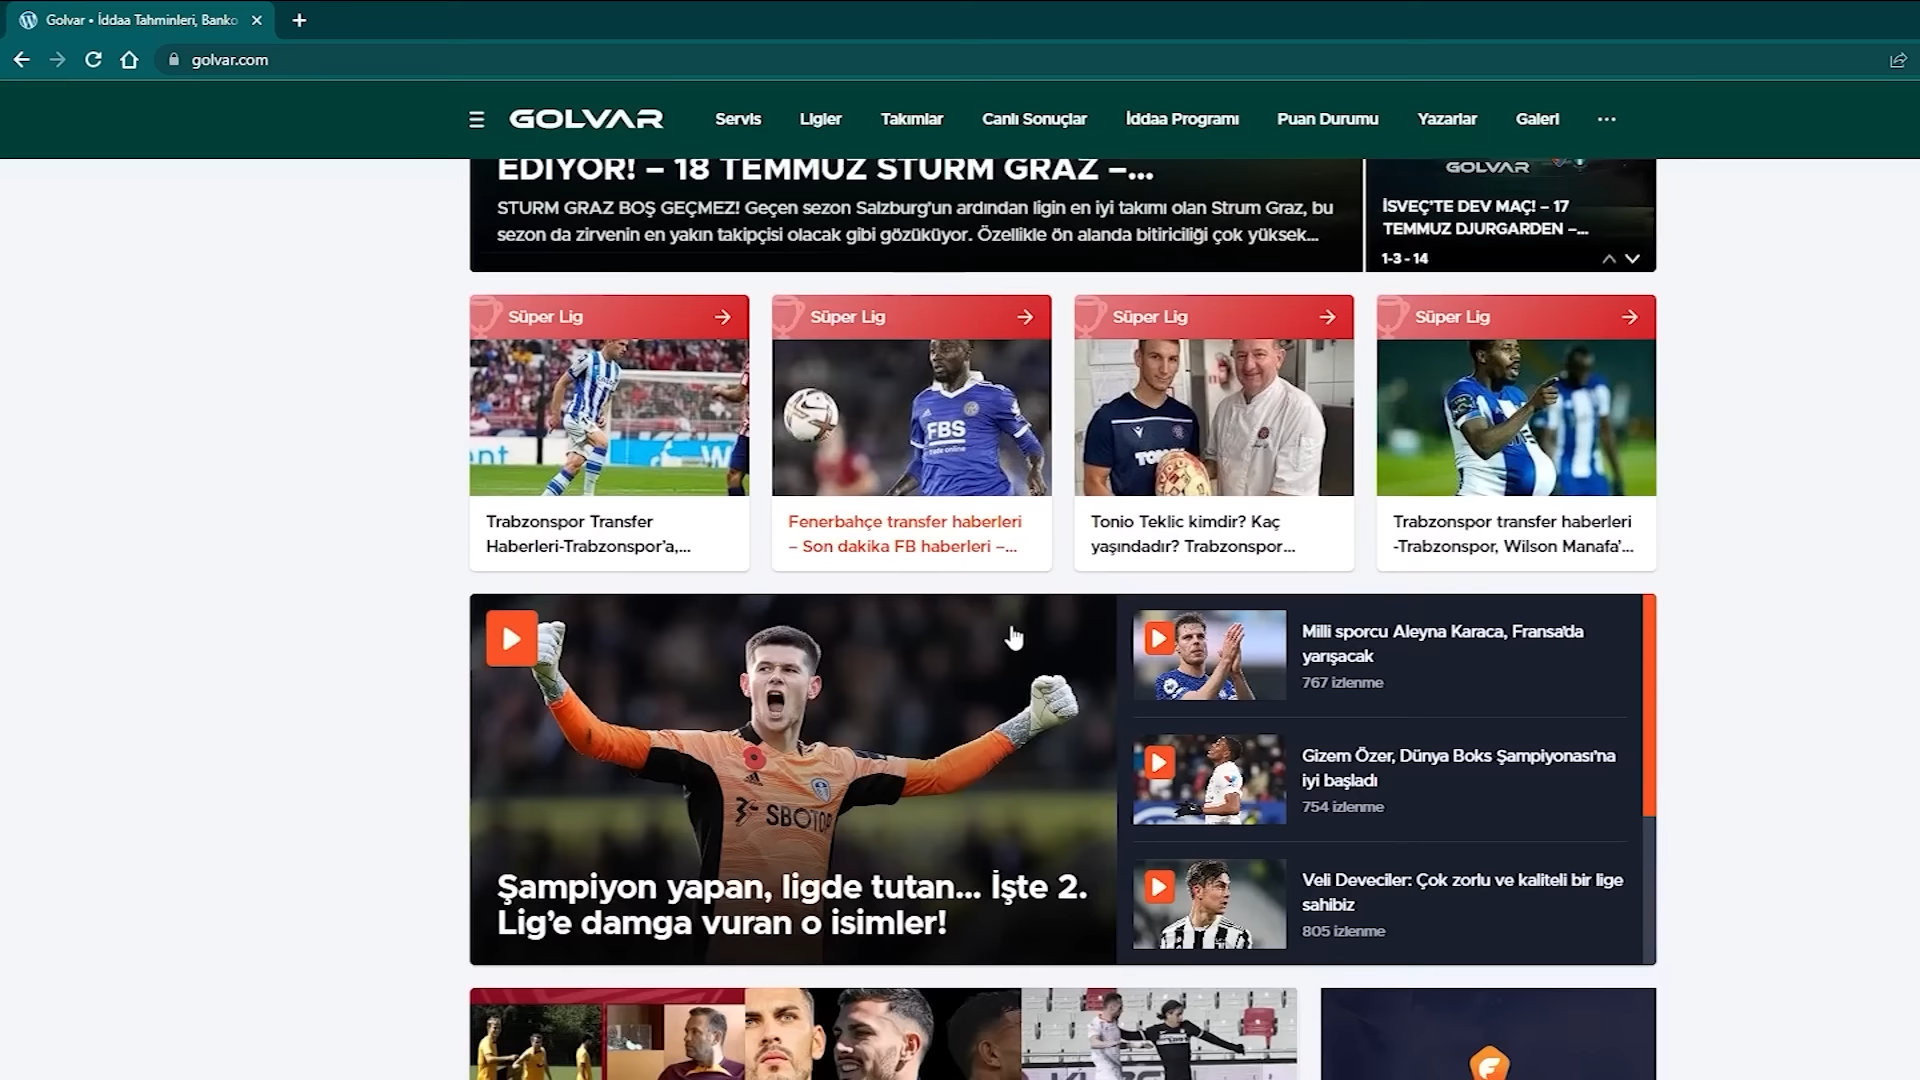 Golvar • İddaa Tahminleri, Banko
golvar.com
GOLVAR
Servis
Ligler
Takımlar
Canlı Sonuçlar
İddaa Programı
Puan Durumu
Yazarlar
Galeri
EDİYOR! – 18 TEMMUZ STURM GRAZ –...
STURM GRAZ BOŞ GEÇMEZ! Geçen sezon Salzburg'un ardından ligin en iyi takımı olan Strum Graz, bu
sezon da zirvenin en yakın takipçisi olacak gibi gözüküyor. Özellikle ön alanda bitiriciliği çok yüksek...
GOLVAR
İSVEÇ'TE DEV MAÇ! – 17
TEMMUZ DJURGARDEN –...
1-3 - 14
Süper Lig
Süper Lig
Süper Lig
Süper Lig
FBS
trade online
Trabzonspor Transfer
Haberleri-Trabzonspor'a,...
Fenerbahçe transfer haberleri
– Son dakika FB haberleri –...
Tonio Teklic kimdir? Kaç
yaşındadır? Trabzonspor...
Trabzonspor transfer haberleri
-Trabzonspor, Wilson Manafa'...
SBOTOP
Şampiyon yapan, ligde tutan... İşte 2.
Lig'e damga vuran o isimler!
Milli sporcu Aleyna Karaca, Fransa'da
yarışacak
767 izlenme
Gizem Özer, Dünya Boks Şampiyonası'na
iyi başladı
754 izlenme
Veli Deveciler: Çok zorlu ve kaliteli bir lige
sahibiz
805 izlenme